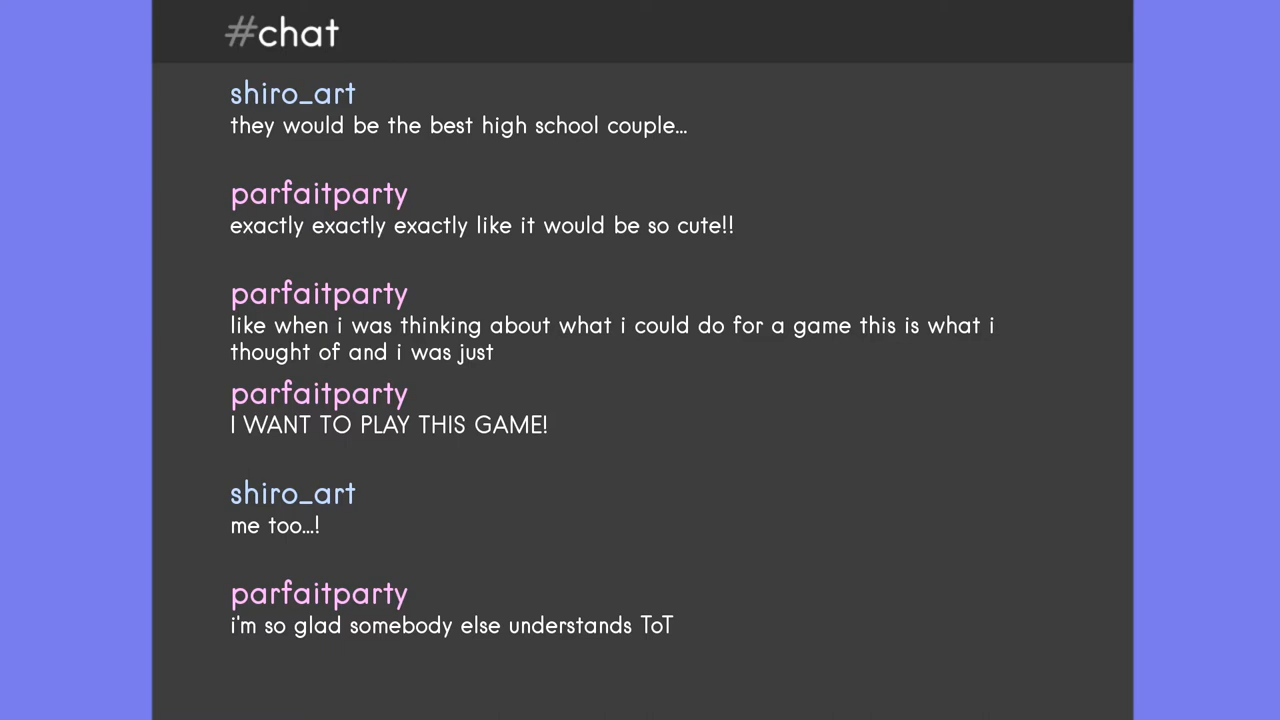 #chat
shiro_art
they would be the best high school couple...
parfaitparty
exactly exactly exactly like it would be so cute!!
parfaitparty
like when i was thinking about what i could do for a game this is what i
thought of and i was just
parfaitparty
I WANT TO PLAY THIS GAME!
shiro_art
me too...!
parfaitparty
i'm so glad somebody else understands ToT